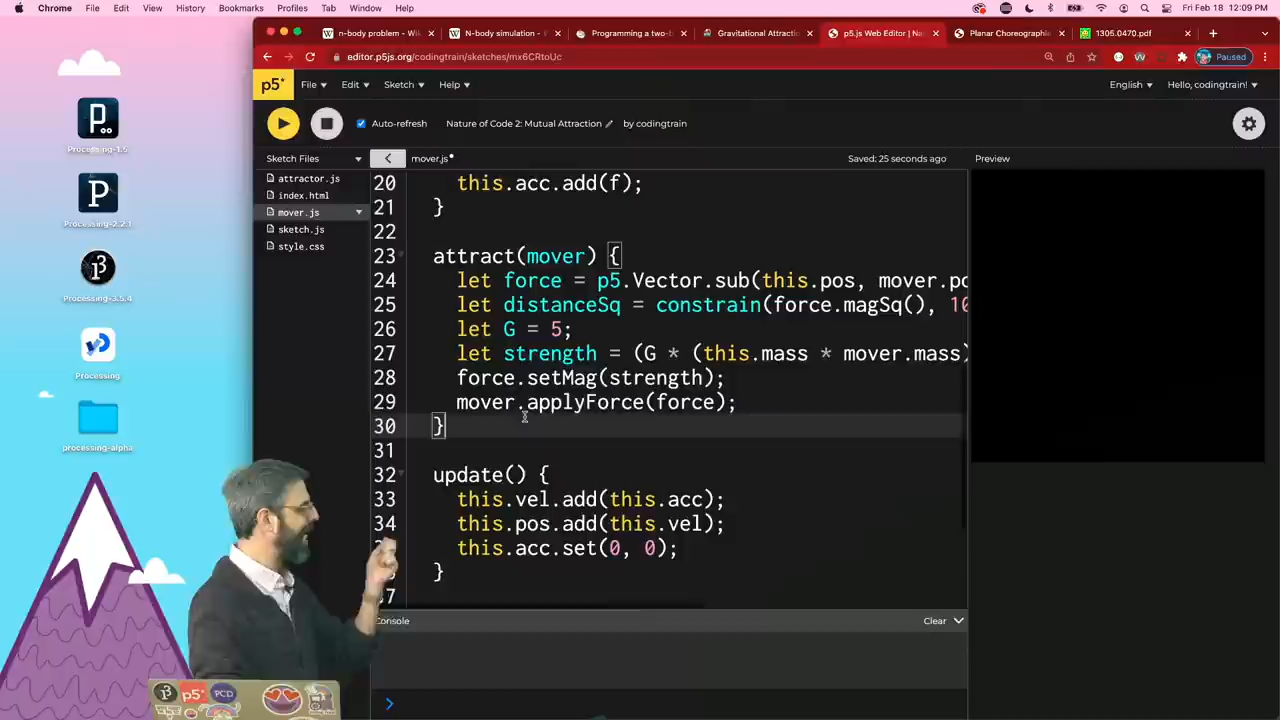 Chrome File Edit View History Bookmarks Profiles Tab Window Help Fri Feb 18 12:09 PM
n-body problem - Wik N-body simulation - Programming a two-b Gravitational Attractio p5.js Web Editor | Na Planar Choreographie 1305.0470.pdf
editor.p5js.org/codingtrain/sketches/mx6CRtoUc Paused
p5* File Edit Sketch Help English Hello, codingtrain!
Auto-refresh Nature of Code 2: Mutual Attraction by codingtrain
Sketch Files mover.js Saved: 25 seconds ago Preview
attractor.js
index.html
mover.js
sketch.js
style.css
20 this.acc.add(f);
21 }
22
23 attract(mover) {
24 let force = p5.Vector.sub(this.pos, mover.po
25 let distanceSq = constrain(force.magSq(), 10
26 let G = 5;
27 let strength = (G * (this.mass * mover.mass)
28 force.setMag(strength);
29 mover.applyForce(force);
30 }
31
32 update() {
33 this.vel.add(this.acc);
34 this.pos.add(this.vel);
this.acc.set(0, 0);
}
37
Console Clear
Processing-1.5
Processing-2.2.1
Processing-3.5.4
Processing
processing-alpha
p5* PCD